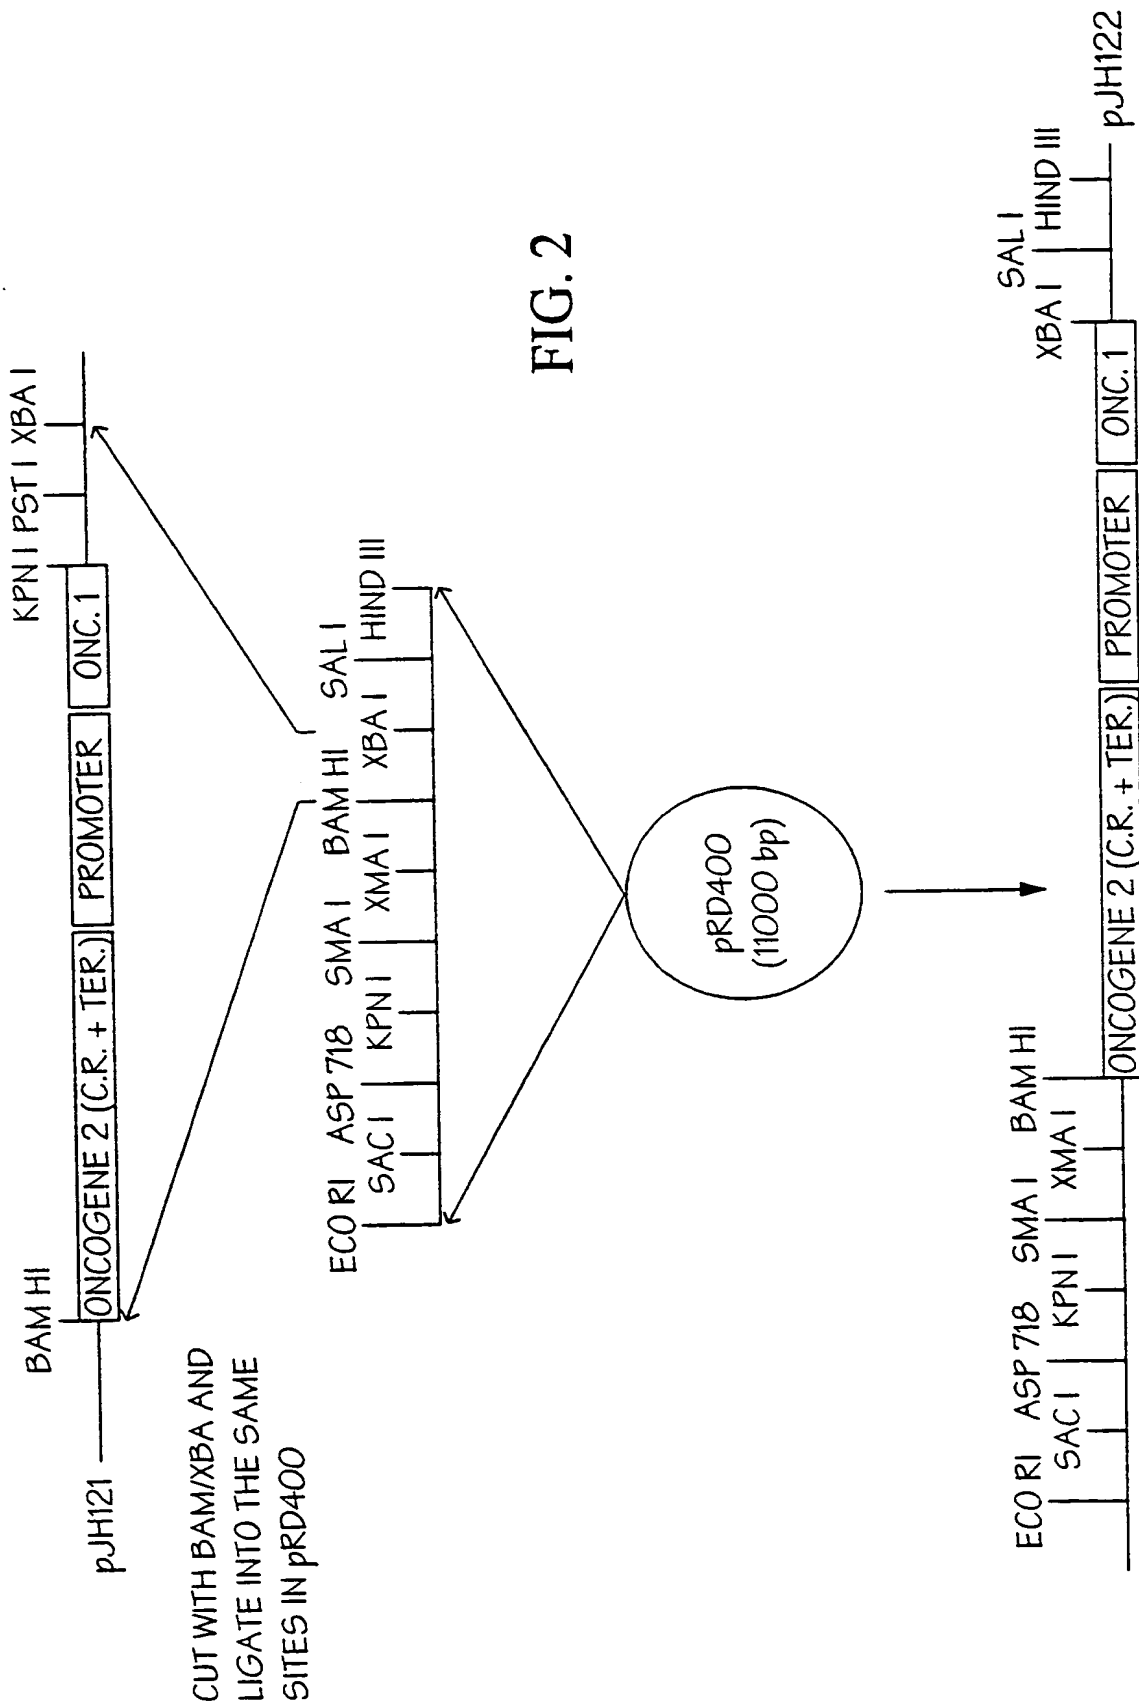 BAM HI
KPN I PST I XBA I
pJH121
ONCOGENE 2 (C.R. + TER.) PROMOTER ONC.1
CUT WITH BAM/XBA AND
LIGATE INTO THE SAME
SITES IN pRD400
ECO RI ASP 718 SMA I BAM HI SAL I
SAC I KPN I XMA I XBA I HIND III
pRD400
(11000 bp)
FIG. 2
ECO RI ASP 718 SMA I BAM HI SAL I
SAC I KPN I XMA I XBA I HIND III
ONCOGENE 2 (C.R. + TER.) PROMOTER ONC.1
pJH122